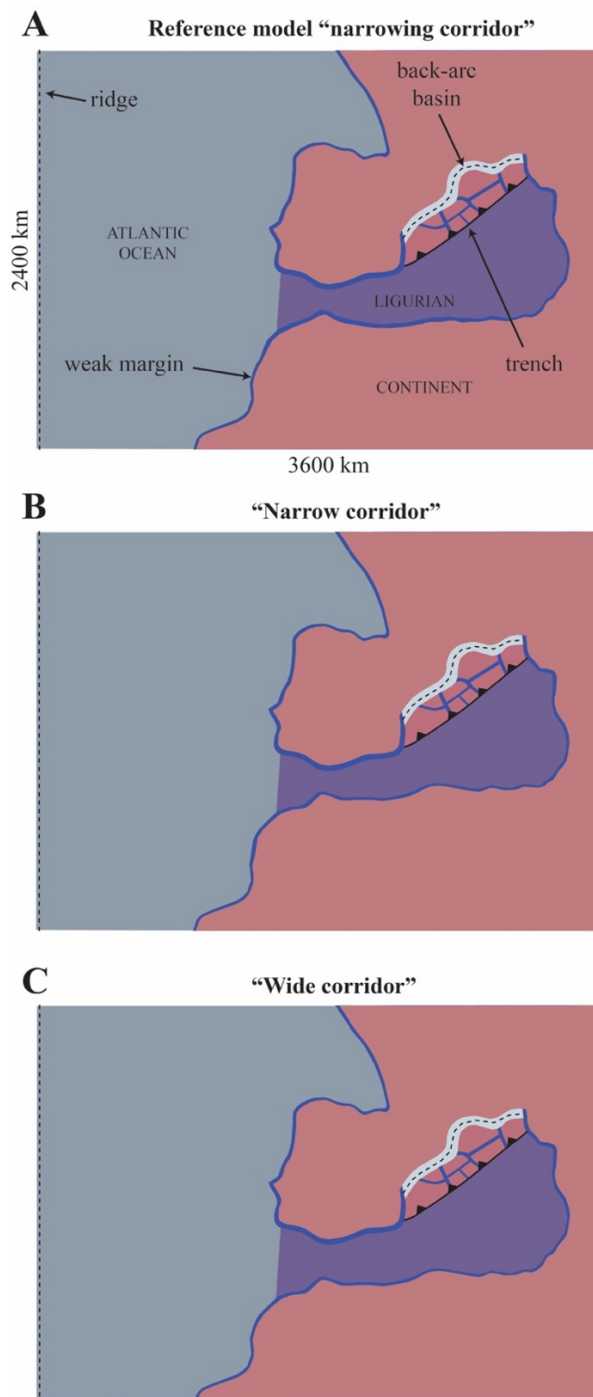 A
Reference model “narrowing corridor”
back-arc
basin
ridge
2400 km
ATLANTIC
OCEAN
LIGURIAN
weak margin
trench
CONTINENT
3600 km
B
“Narrow corridor”
C
“Wide corridor”